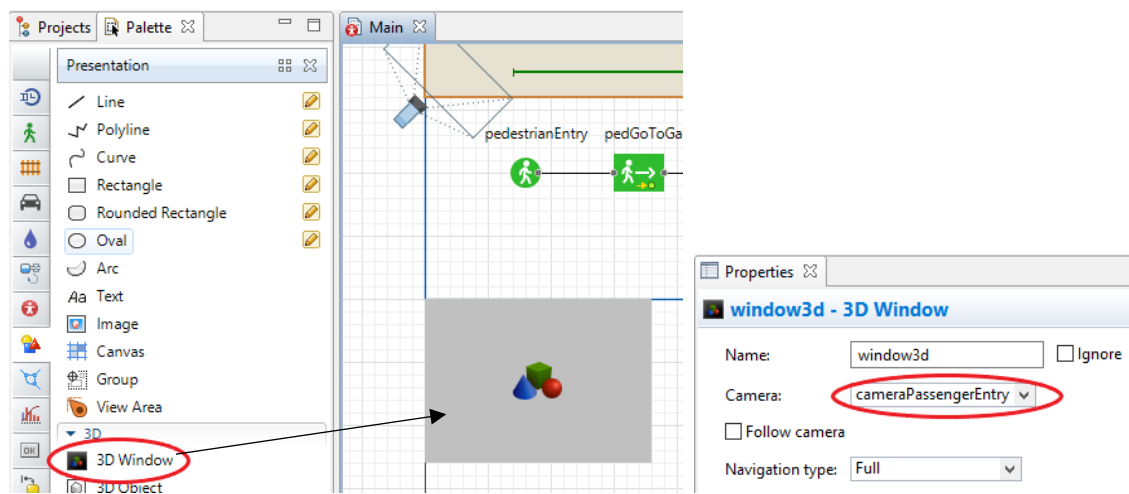 Projects
Palette
Presentation
Line
Polyline
Curve
Rectangle
Rounded Rectangle
Oval
Arc
Aa Text
Image
Canvas
Group
View Area
3D
3D Window
3D Object
OK
Main
pedestrianEntry
pedGoToGa
Properties
window3d - 3D Window
Name:
window3d
Ignore
Camera:
cameraPassengerEntry
Follow camera
Navigation type:
Full